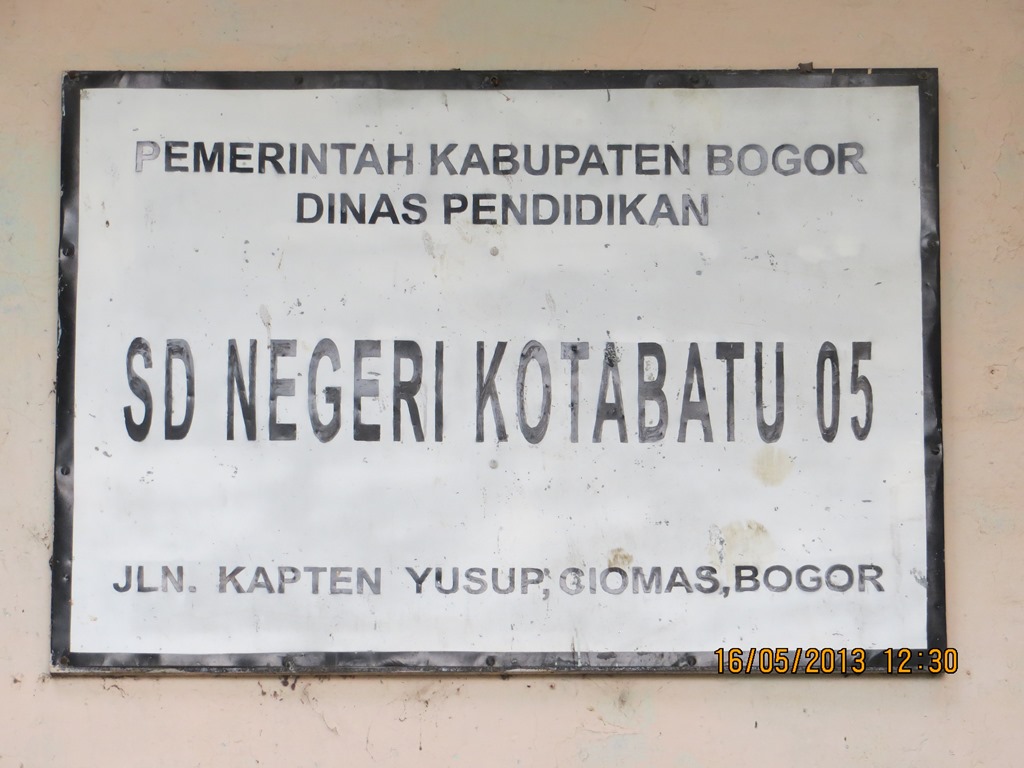 PEMERINTAH KABUPATEN BOGOR
DINAS PENDIDIKAN
SD NEGERI KOTABATU 05
JLN. KAPTEN YUSUP, CIOMAS, BOGOR
16/05/2013 12:30